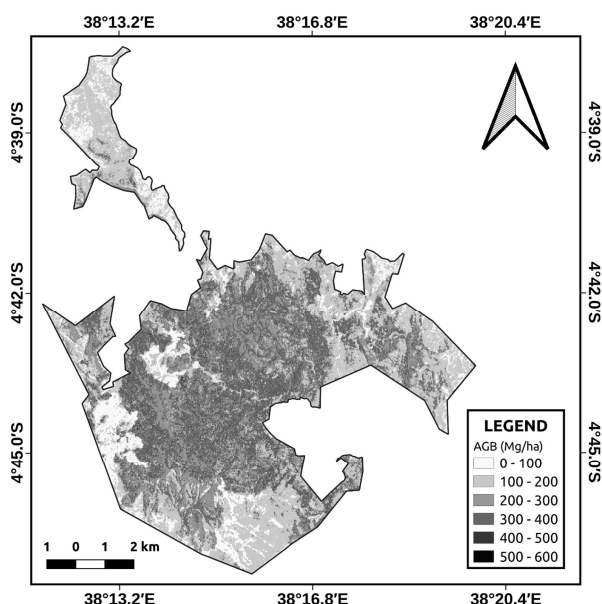 38°13.2′E 38°16.8′E 38°20.4′E
4°39.0′S 4°39.0′S
4°42.0′S 4°42.0′S
4°45.0′S 4°45.0′S
LEGEND
AGB (Mg/ha)
0 - 100
100 - 200
200 - 300
300 - 400
400 - 500
500 - 600
1 0 1 2 km
38°13.2′E 38°16.8′E 38°20.4′E